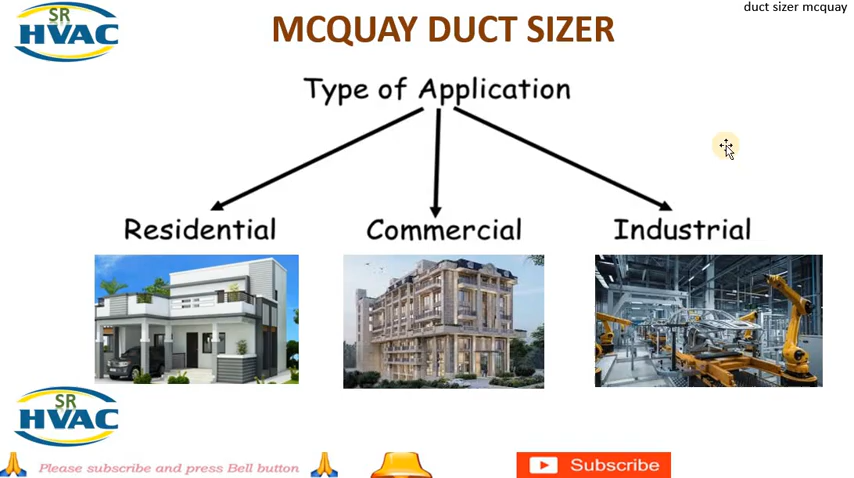 duct sizer mcquay
SR
HVAC
MCQUAY DUCT SIZER
Type of Application
Residential
Commercial
Industrial
SR
HVAC
Please subscribe and press Bell button
Subscribe